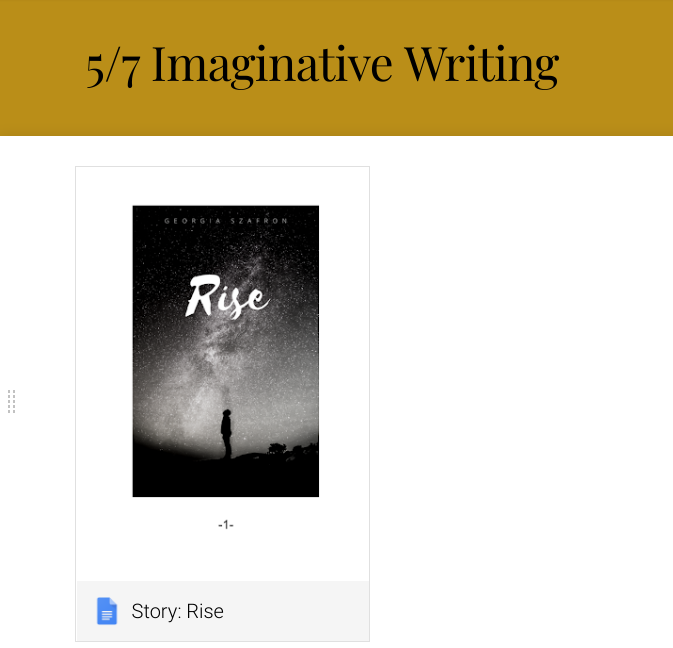 5/7 Imaginative Writing
GEORGIA SZAFRON
Rise
-1-
Story: Rise